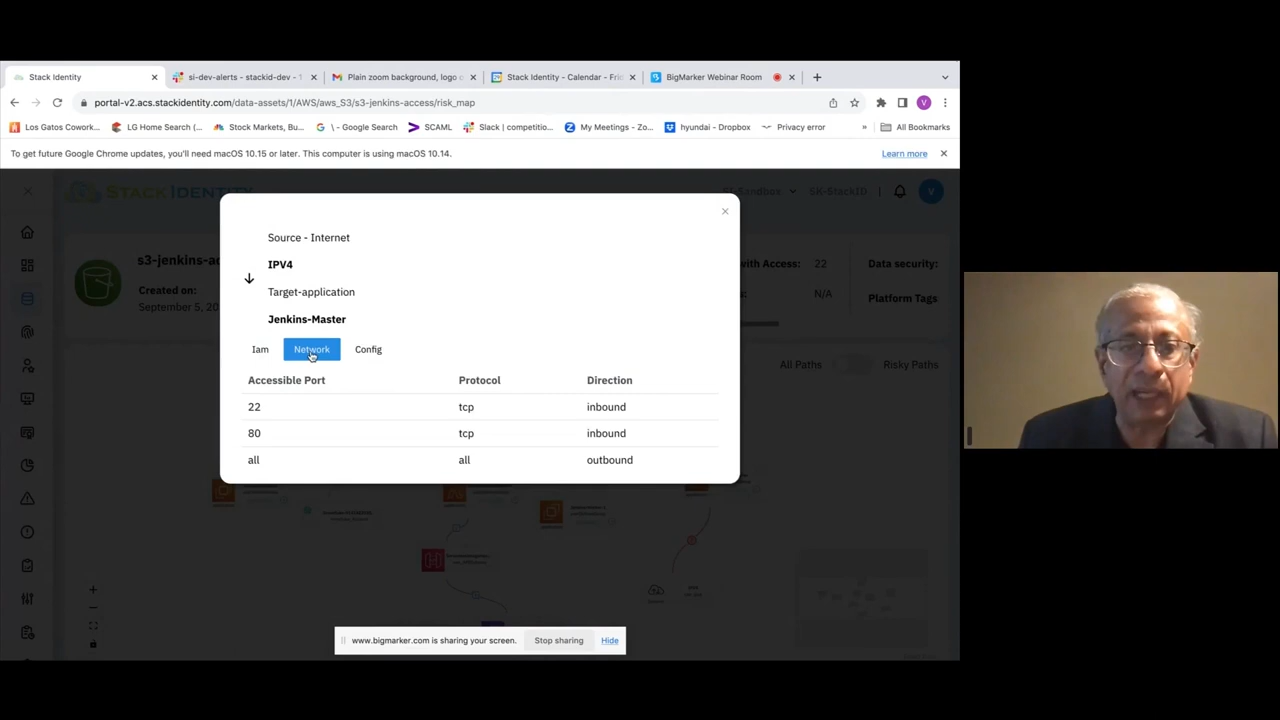 Stack Identity
si-dev-alerts - stackid-dev - 1
Plain zoom background, logo o
Stack Identity - Calendar - Fri
BigMarker Webinar Room
portal-v2.acs.stackidentity.com/data-assets/1/AWS/aws_S3/s3-jenkins-access/risk_map
V
Los Gatos Cowork...
LG Home Search (...
Stock Markets, Bu...
\ - Google Search
SCAML
Slack | competitio...
My Meetings - Zo...
hyundai - Dropbox
Privacy error
»
All Bookmarks
To get future Google Chrome updates, you'll need macOS 10.15 or later. This computer is using macOS 10.14.
Learn more
STACKIDENTITY
SK-StackID
V
s3-jenkins-ac
Created on:
September 5, 20
with Access: 22
N/A
Data security:
Platform Tags
Source - Internet
IPV4
Target-application
Jenkins-Master
Iam
Network
Config
Accessible Port
Protocol
Direction
22
tcp
inbound
80
tcp
inbound
all
all
outbound
All Paths
Risky Paths
www.bigmarker.com is sharing your screen.
Stop sharing
Hide